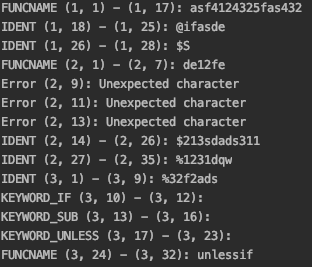 FUNCNAME (1, 1) - (1, 17): asf4124325fas432
IDENT (1, 18) - (1, 25): @ifasde
IDENT (1, 26) - (1, 28): $S
FUNCNAME (2, 1) - (2, 7): de12fe
Error (2, 9): Unexpected character
Error (2, 11): Unexpected character
Error (2, 13): Unexpected character
IDENT (2, 14) - (2, 26): $213sdads311
IDENT (2, 27) - (2, 35): %1231dqw
IDENT (3, 1) - (3, 9): %32f2ads
KEYWORD_IF (3, 10) - (3, 12):
KEYWORD_SUB (3, 13) - (3, 16):
KEYWORD_UNLESS (3, 17) - (3, 23):
FUNCNAME (3, 24) - (3, 32): unlessif